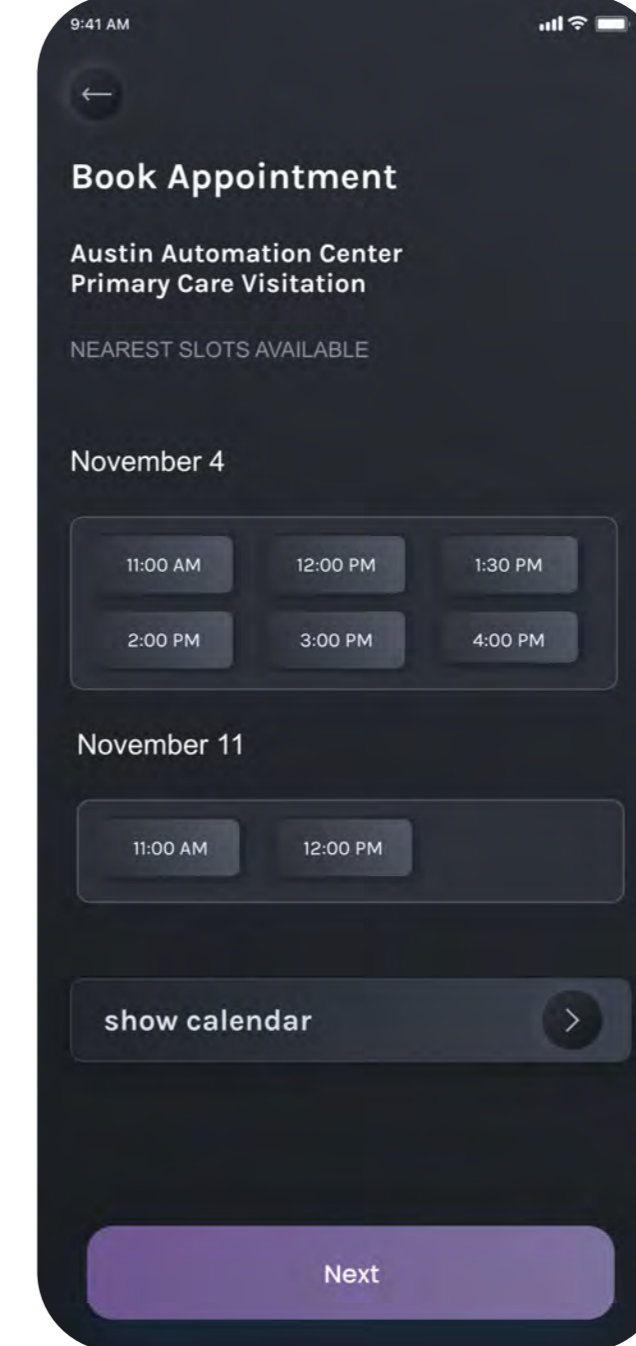 9:41 AM
Book Appointment
Austin Automation Center
Primary Care Visitation
NEAREST SLOTS AVAILABLE
November 4
11:00 AM 12:00 PM 1:30 PM
2:00 PM 3:00 PM 4:00 PM
November 11
11:00 AM 12:00 PM
show calendar
Next